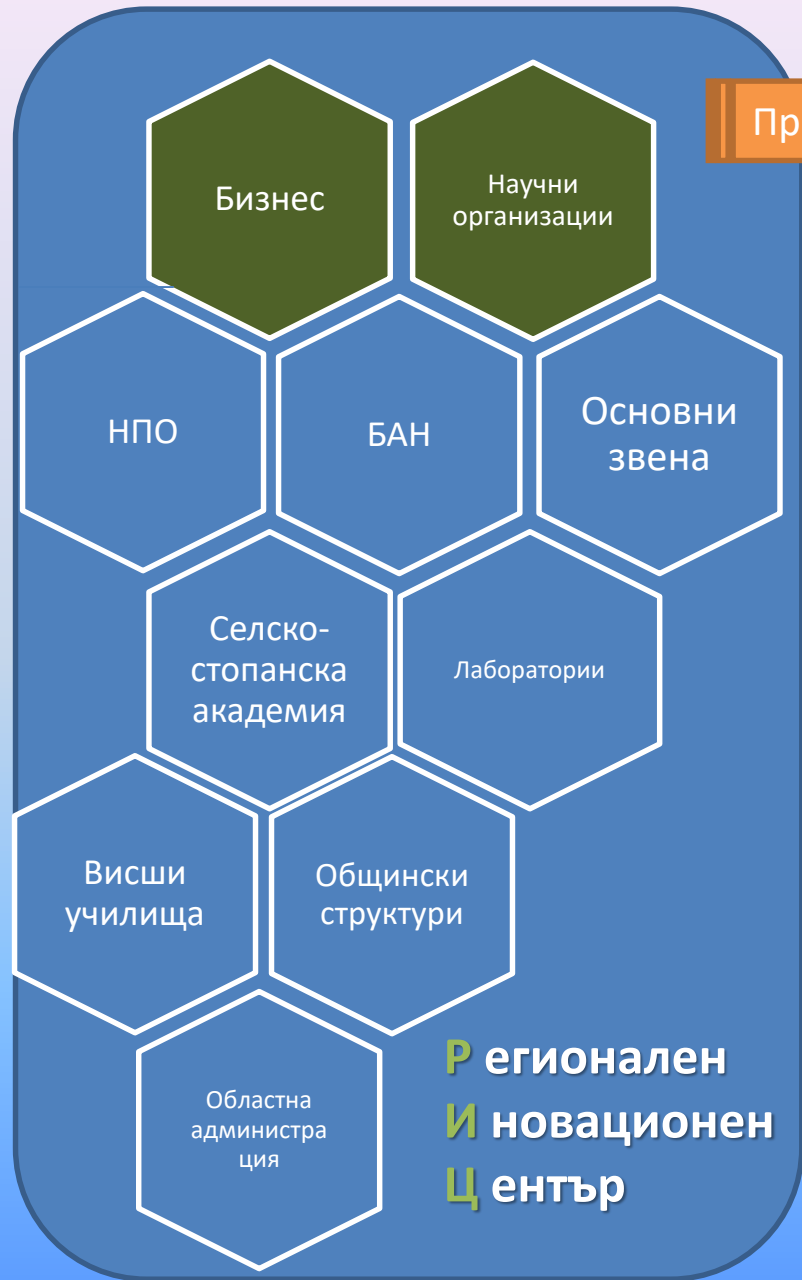 Бизнес
Научни
организации
НПО
БАН
Основни
звена
Селско-
стопанска
академия
Лаборатории
Висши
училища
Общински
структури
Областна
администра
ция
Р егионален
И новационен
Ц ентър